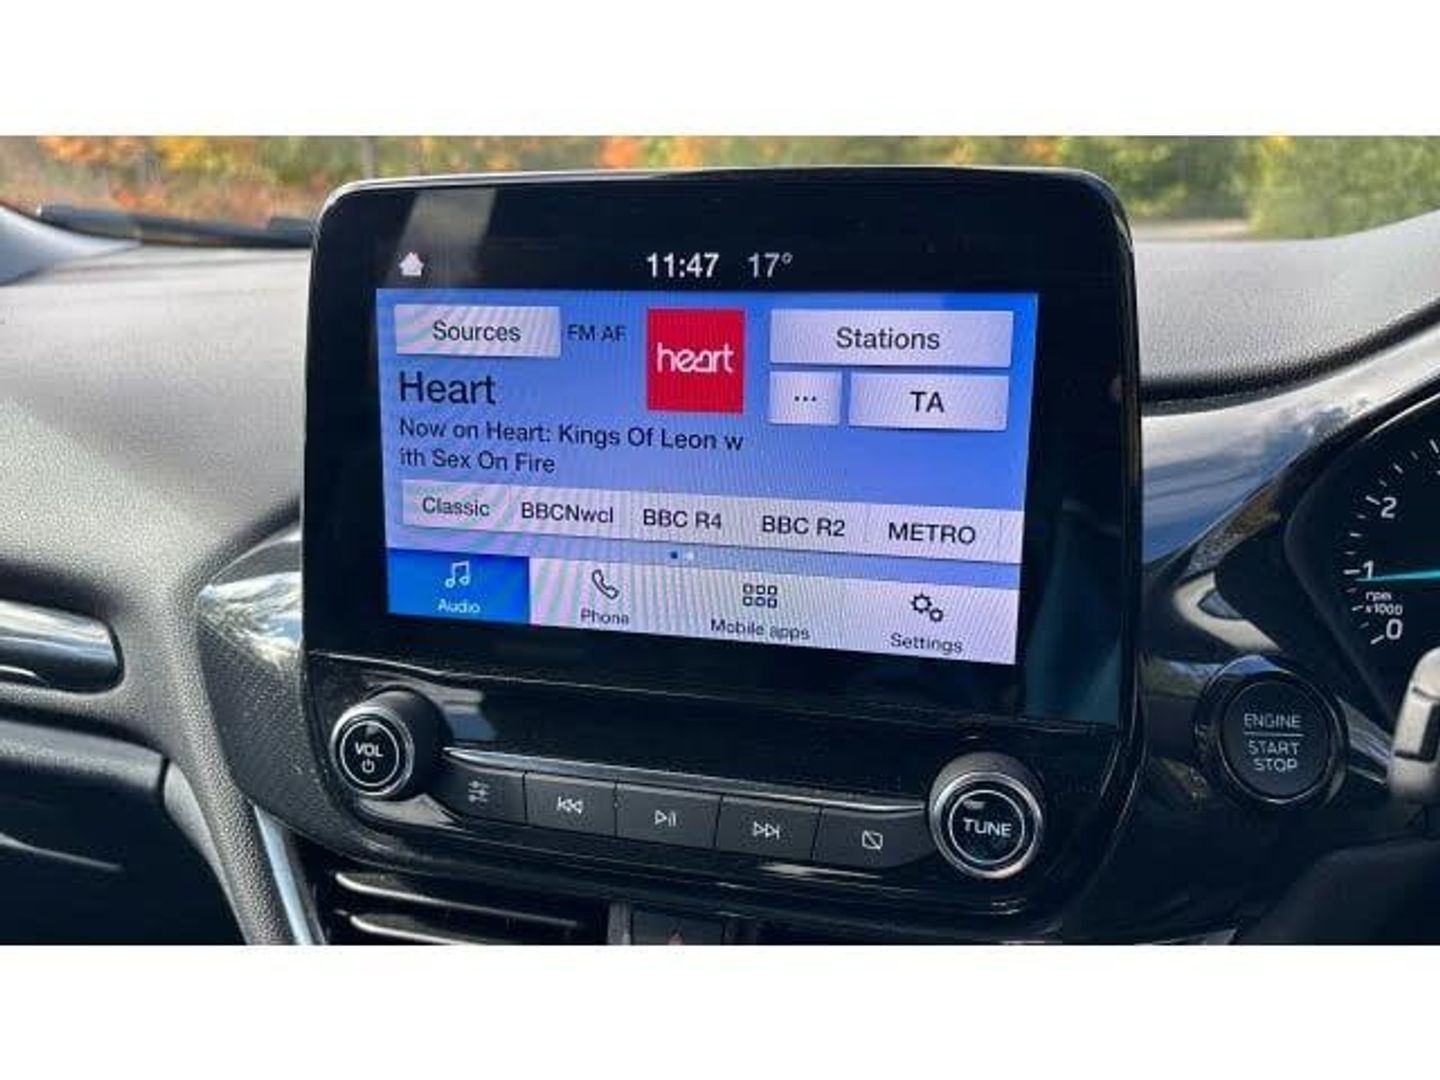 11:47 17°
Sources FM AF heart Stations
... TA
Heart
Now on Heart: Kings Of Leon w
ith Sex On Fire
Classic BBCNwcl BBC R4 BBC R2 METRO
Audio Phone Mobile apps Settings
VOL
TUNE
ENGINE
START
STOP
2
1
rpm
x1000
0